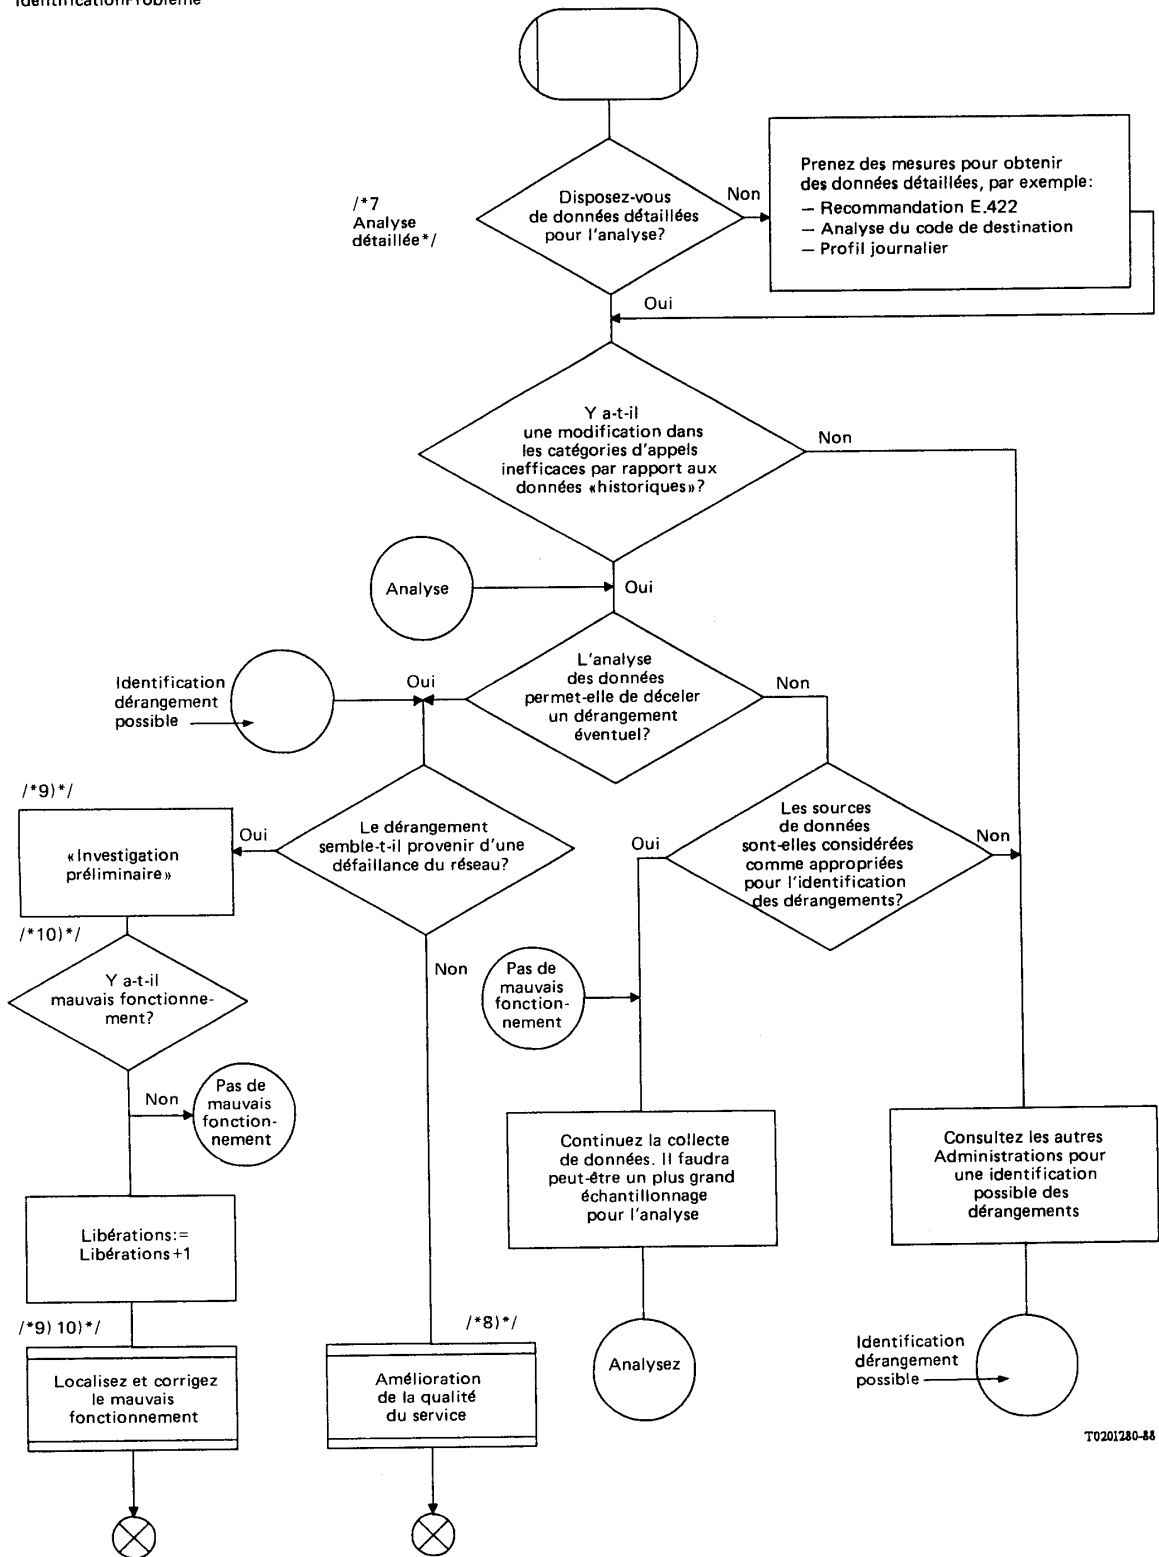 IdentificationProblème
/*7
Analyse
détaillée*/
Disposez-vous
de données détaillées
pour l'analyse?
Non
Prenez des mesures pour obtenir
des données détaillées, par exemple:
— Recommandation E.422
— Analyse du code de destination
— Profil journalier
Oui
Y a-t-il
une modification dans
les catégories d'appels
inefficaces par rapport aux
données «historiques»?
Non
Analyse
Oui
Identification
dérangement
possible
Oui
L'analyse
des données
permet-elle de déceler
un dérangement
éventuel?
Non
/*9)*/
«Investigation
préliminaire»
Oui
Le dérangement
semble-t-il provenir d'une
défaillance du réseau?
Oui
Les sources
de données
sont-elles considérées
comme appropriées
pour l'identification
des dérangements?
Non
/*10)*/
Y a-t-il
mauvais fonctionne-
ment?
Non
Pas de
mauvais
fonction-
nement
Non
Pas de
mauvais
fonction-
nement
Continuez la collecte
de données. Il faudra
peut-être un plus grand
échantillonnage
pour l'analyse
Consultez les autres
Administrations pour
une identification
possible des
dérangements
Libérations:=
Libérations+1
/*9) 10)*/
Localisez et corrigez
le mauvais
fonctionnement
/*8)*/
Amélioration
de la qualité
du service
Analysez
Identification
dérangement
possible
T0201280-88